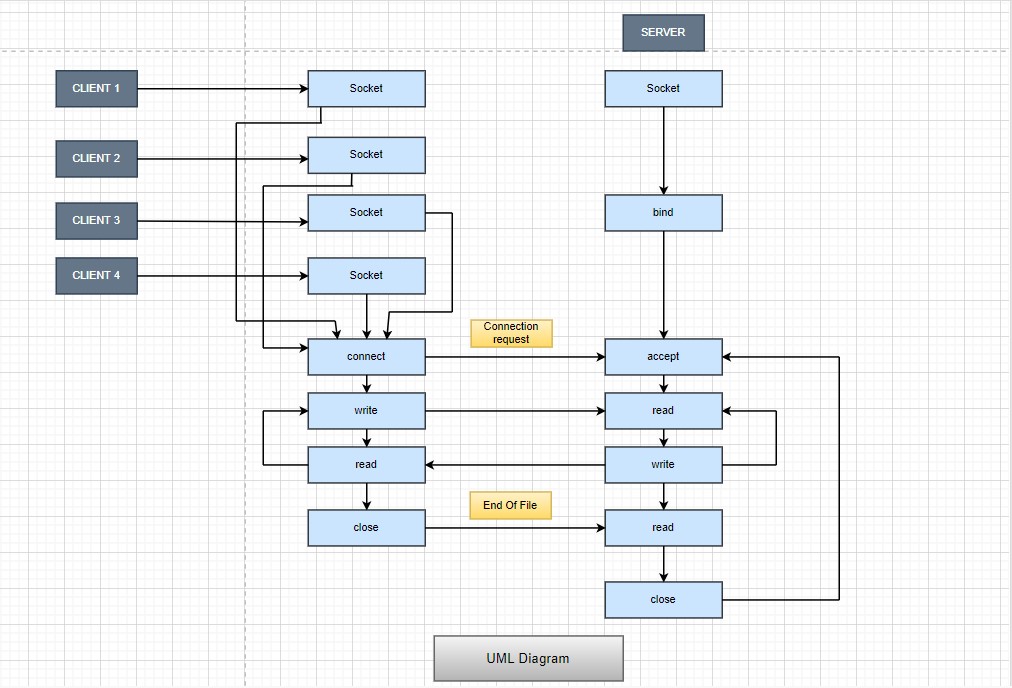 SERVER
CLIENT 1
Socket
Socket
CLIENT 2
Socket
CLIENT 3
Socket
bind
CLIENT 4
Socket
Connection
request
connect
accept
write
read
read
write
End Of File
close
read
close
UML Diagram